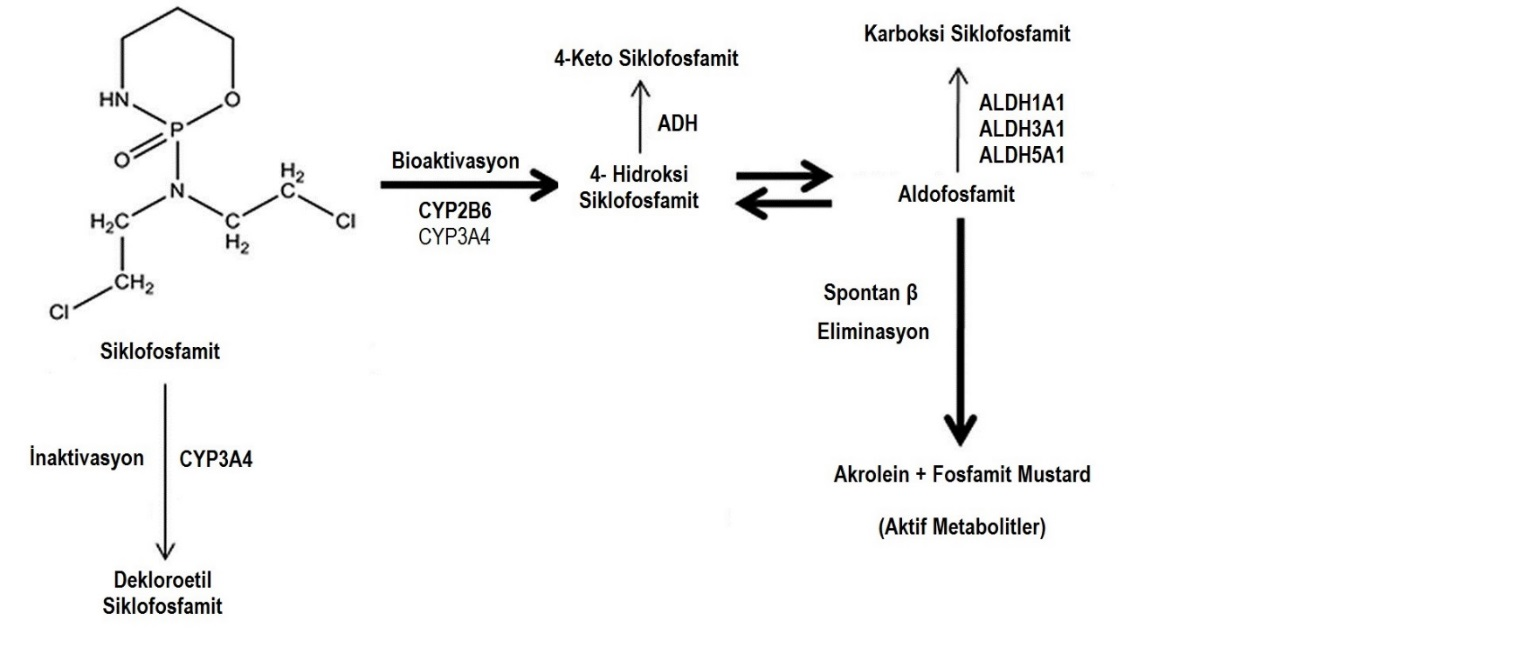 HN
O
P
O
N
H2
C
H2C
C
H2
Cl
CH2
Cl
Siklofosfamit
İnaktivasyon
CYP3A4
Dekloroetil
Siklofosfamit
Bioaktivasyon
CYP2B6
CYP3A4
4-Keto Siklofosfamit
ADH
4- Hidroksi
Siklofosfamit
Karboksi Siklofosfamit
ALDH1A1
ALDH3A1
ALDH5A1
Aldofosfamit
Spontan β
Eliminasyon
Akrolein + Fosfamit Mustard
(Aktif Metabolitler)